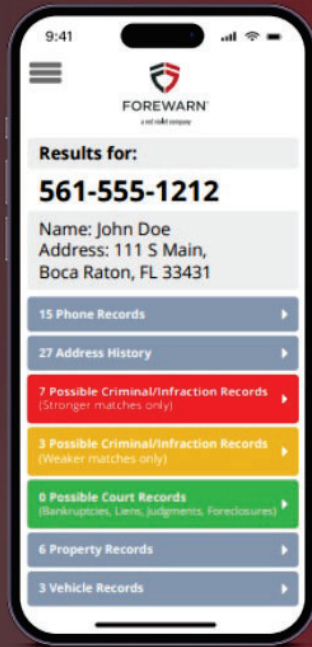 9:41
FOREWARN
a red violet company
Results for:
561-555-1212
Name: John Doe
Address: 111 S Main,
Boca Raton, FL 33431
15 Phone Records
27 Address History
7 Possible Criminal/Infraction Records
(Stronger matches only)
3 Possible Criminal/Infraction Records
(Weaker matches only)
0 Possible Court Records
(Bankruptcies, Liens, Judgments, Foreclosures)
6 Property Records
3 Vehicle Records